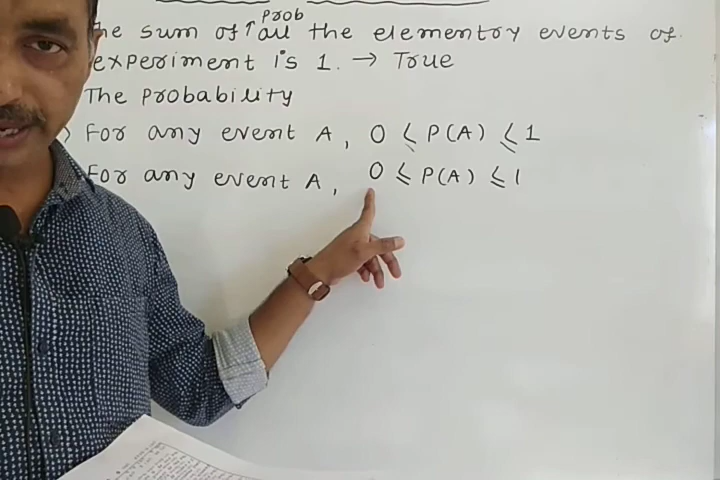 he sum of ↑ all the elementory events of.
Prob
experiment is 1. → True
The Probability
) For any event A, 0 ≤ P(A) ≤ 1
For any event A, 0 ≤ P(A) ≤ 1